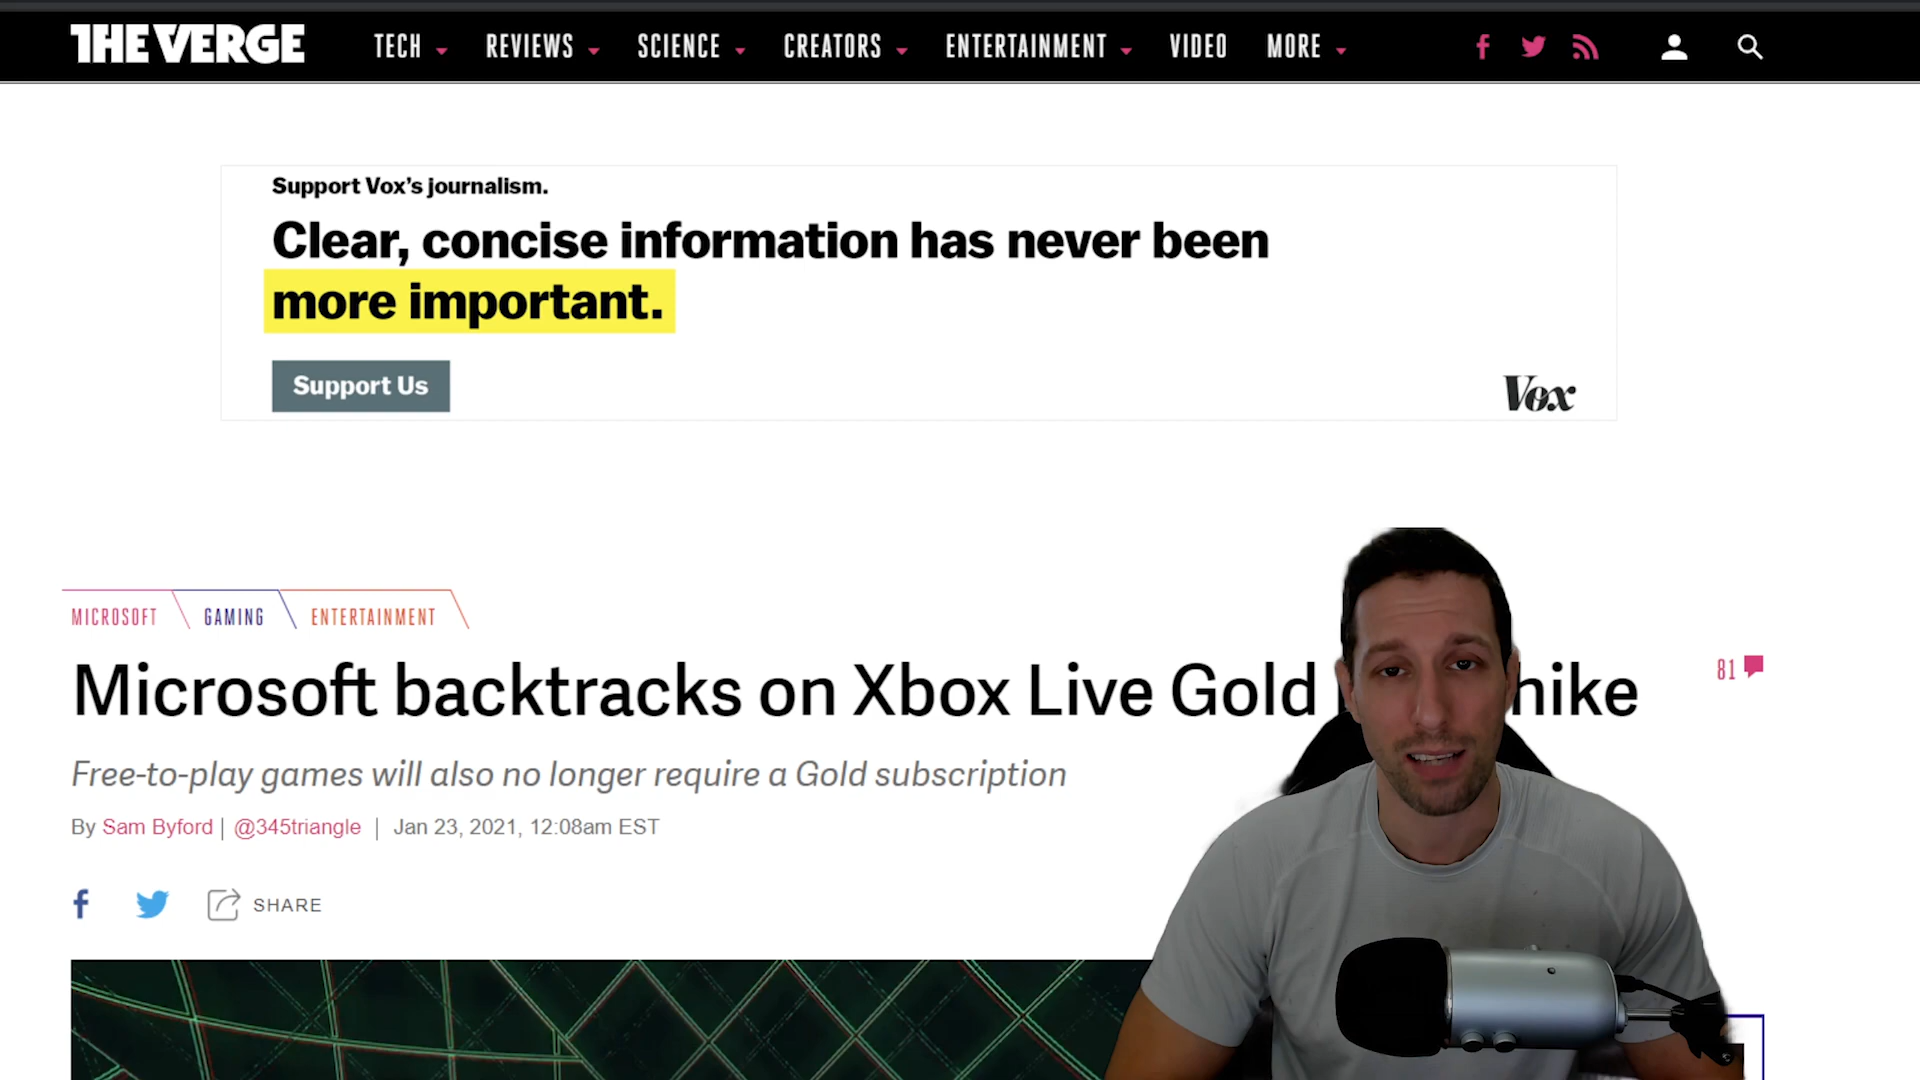 THE VERGE
TECH REVIEWS SCIENCE CREATORS ENTERTAINMENT VIDEO MORE
Support Vox's journalism.
Clear, concise information has never been
more important.
Support Us
Vox
MICROSOFT GAMING ENTERTAINMENT
Microsoft backtracks on Xbox Live Gold hike
81
Free-to-play games will also no longer require a Gold subscription
By Sam Byford | @345triangle | Jan 23, 2021, 12:08am EST
SHARE